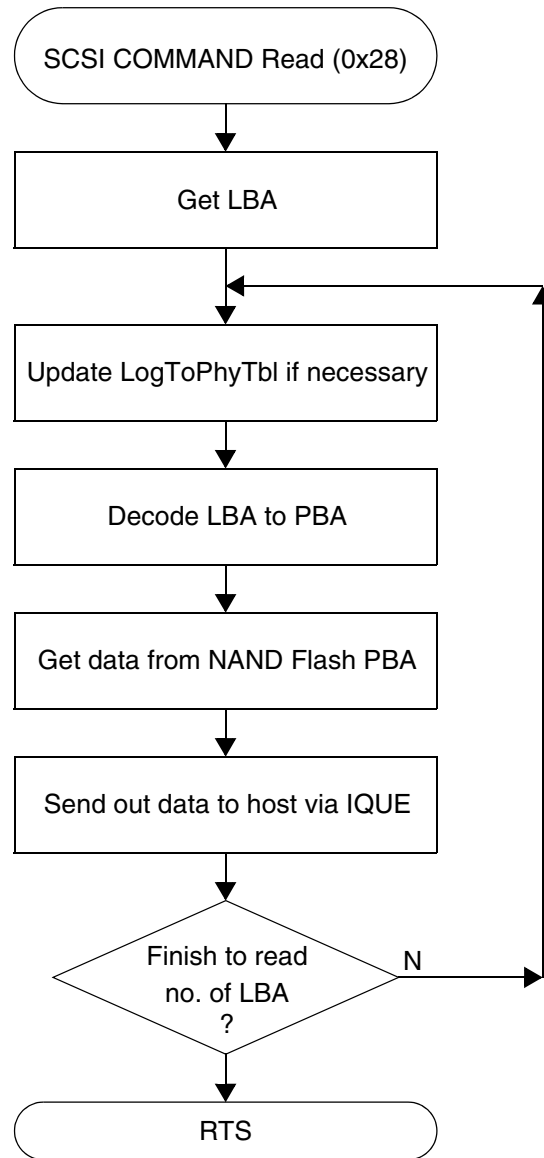 SCSI COMMAND Read (0x28)
Get LBA
Update LogToPhyTbl if necessary
Decode LBA to PBA
Get data from NAND Flash PBA
Send out data to host via IQUE
Finish to read
no. of LBA
?
N
RTS